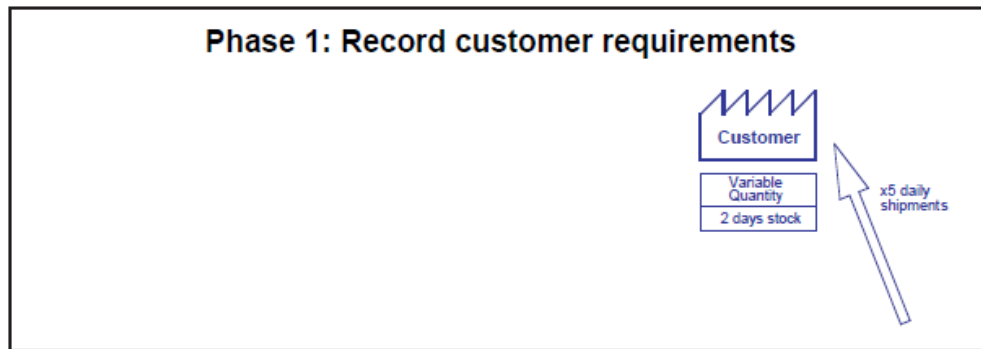 Phase 1: Record customer requirements
Customer
Variable
Quantity
2 days stock
x5 daily
shipments